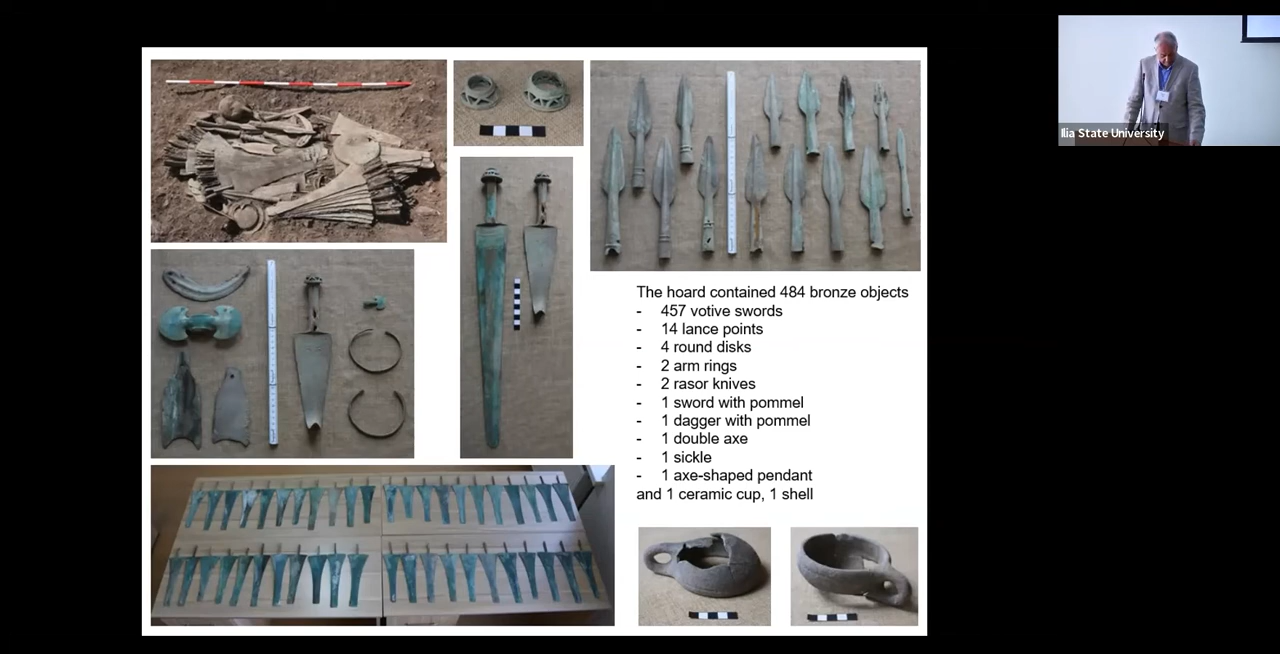 Ilia State University
The hoard contained 484 bronze objects
- 457 votive swords
- 14 lance points
- 4 round disks
- 2 arm rings
- 2 rasor knives
- 1 sword with pommel
- 1 dagger with pommel
- 1 double axe
- 1 sickle
- 1 axe-shaped pendant
and 1 ceramic cup, 1 shell